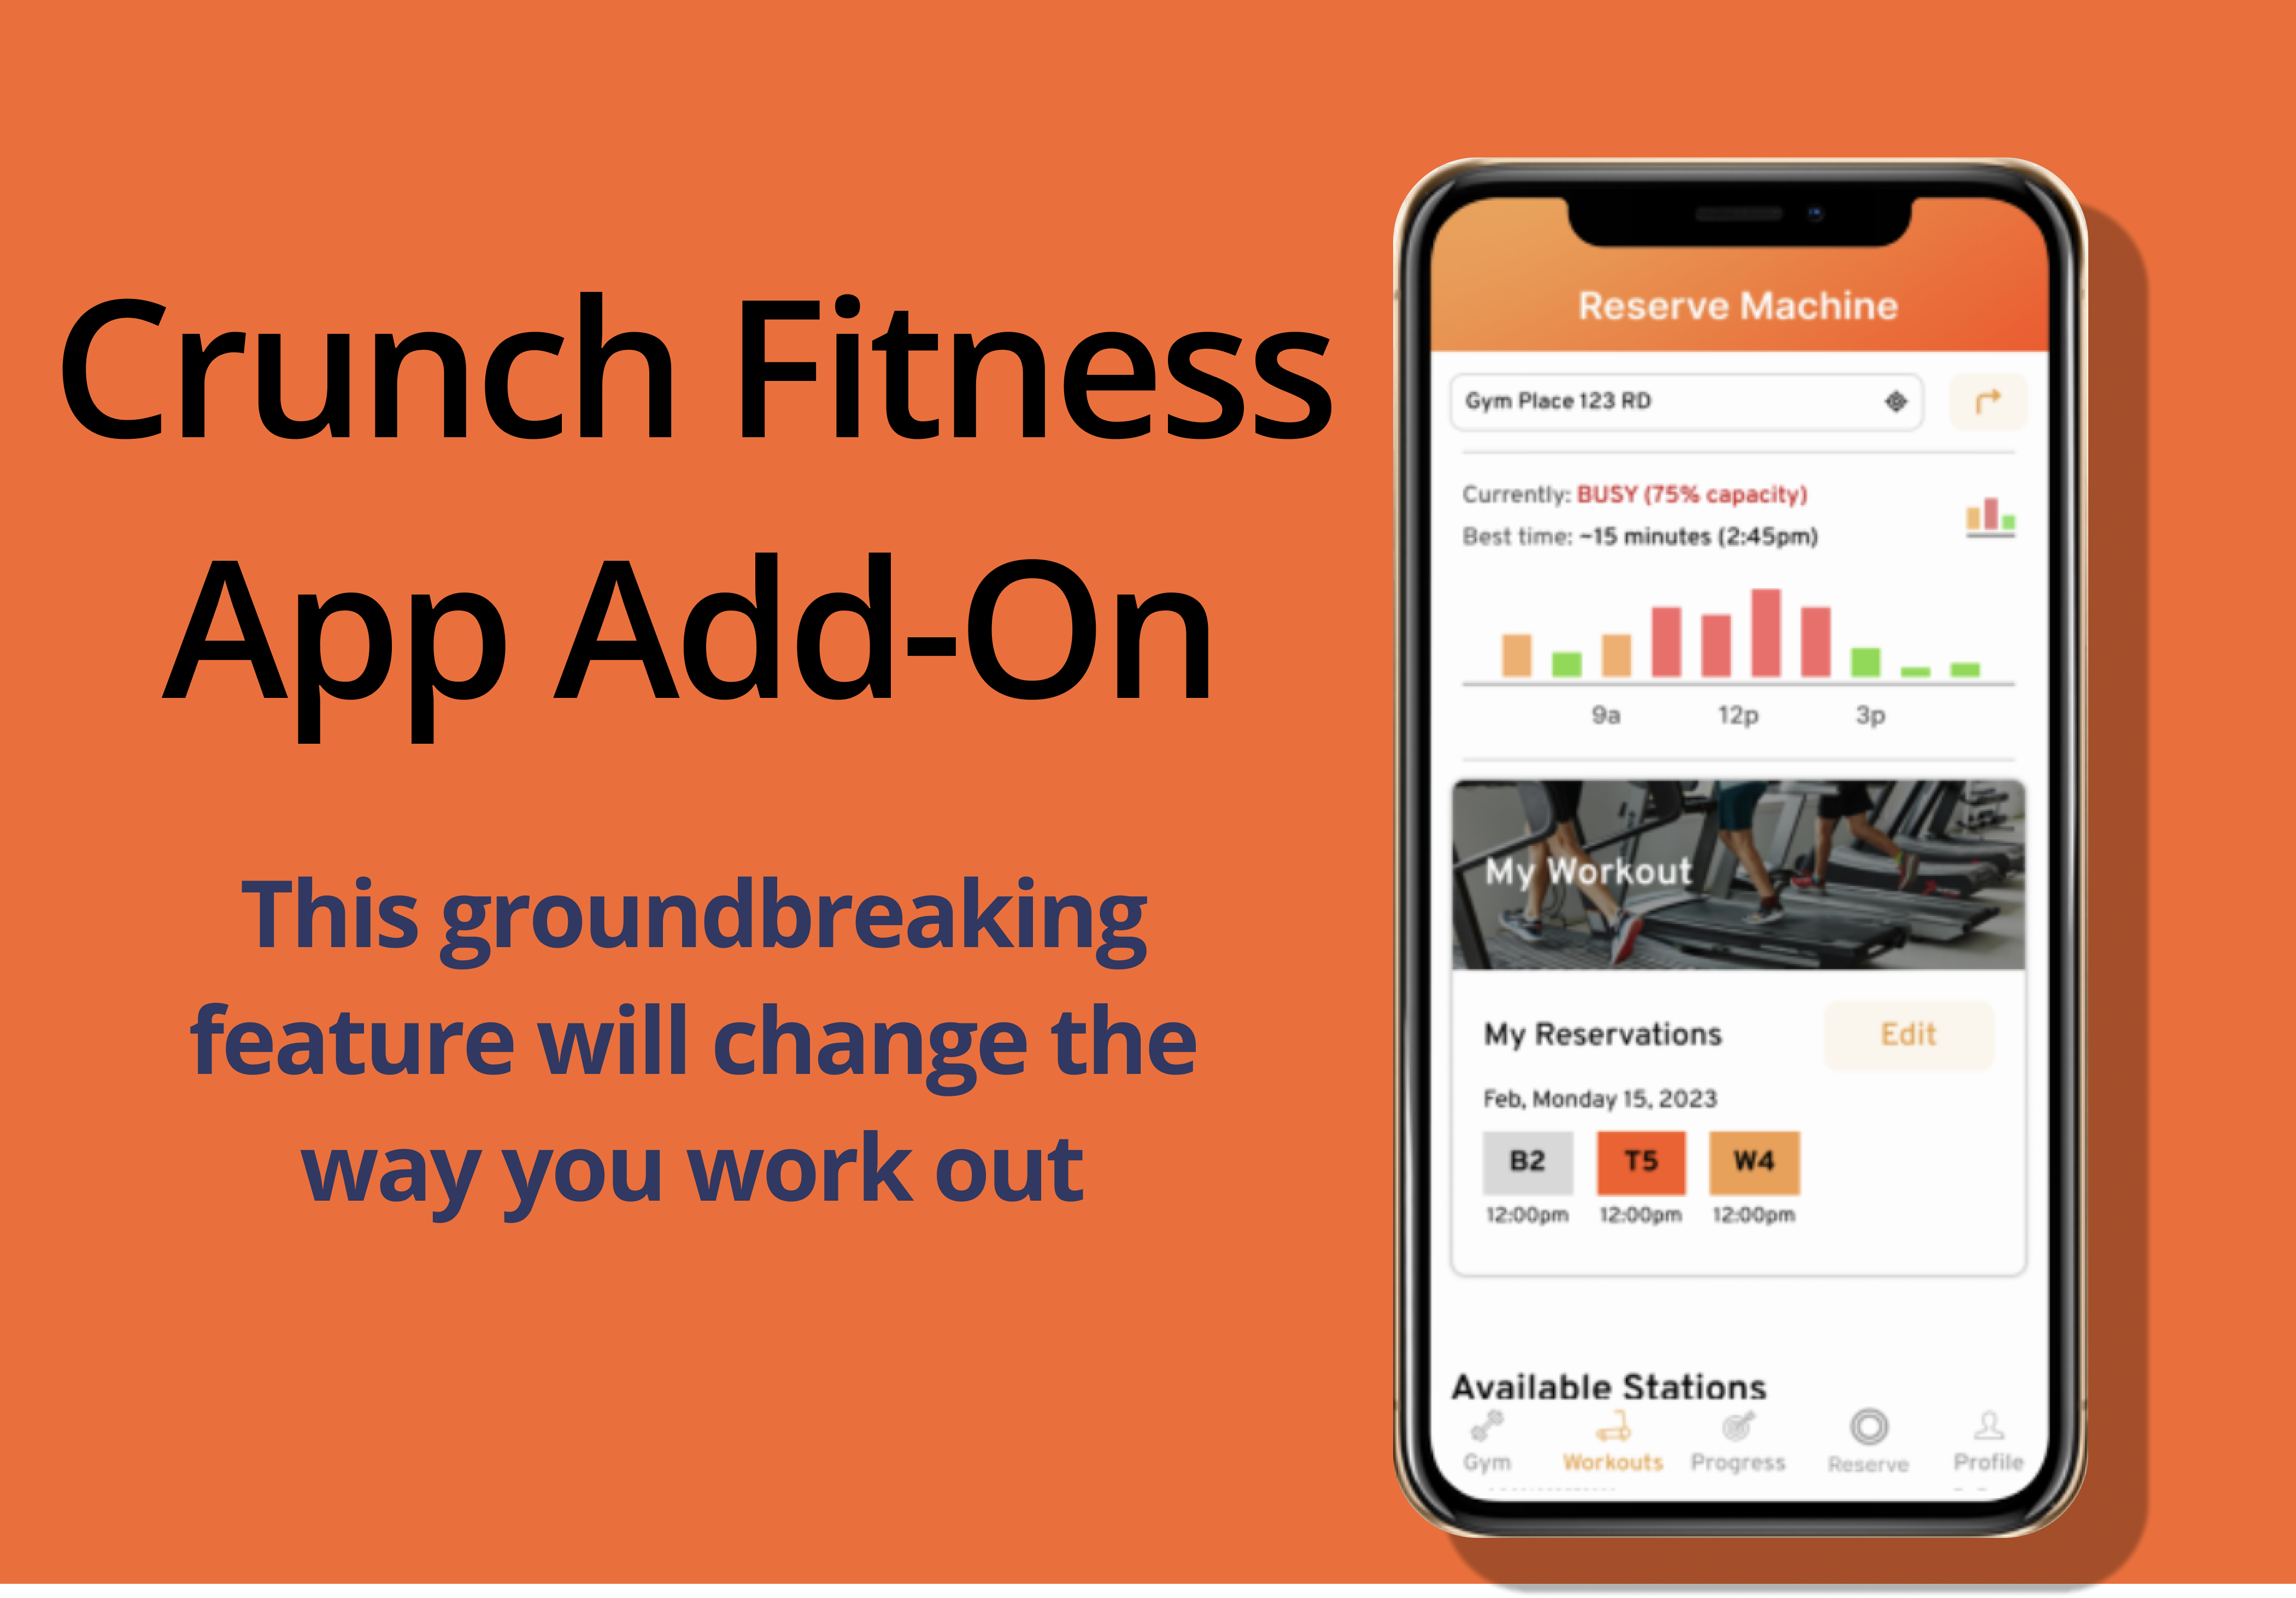 Crunch Fitness
App Add-On
This groundbreaking
feature will change the
way you work out
Reserve Machine
Gym Place 123 RD
Currently: BUSY (75% capacity)
Best time: ~15 minutes (2:45pm)
9a 12p 3p
My Workout
My Reservations Edit
Feb, Monday 15, 2023
B2 T5 W4
12:00pm 12:00pm 12:00pm
Available Stations
Gym Workouts Progress Reserve Profile